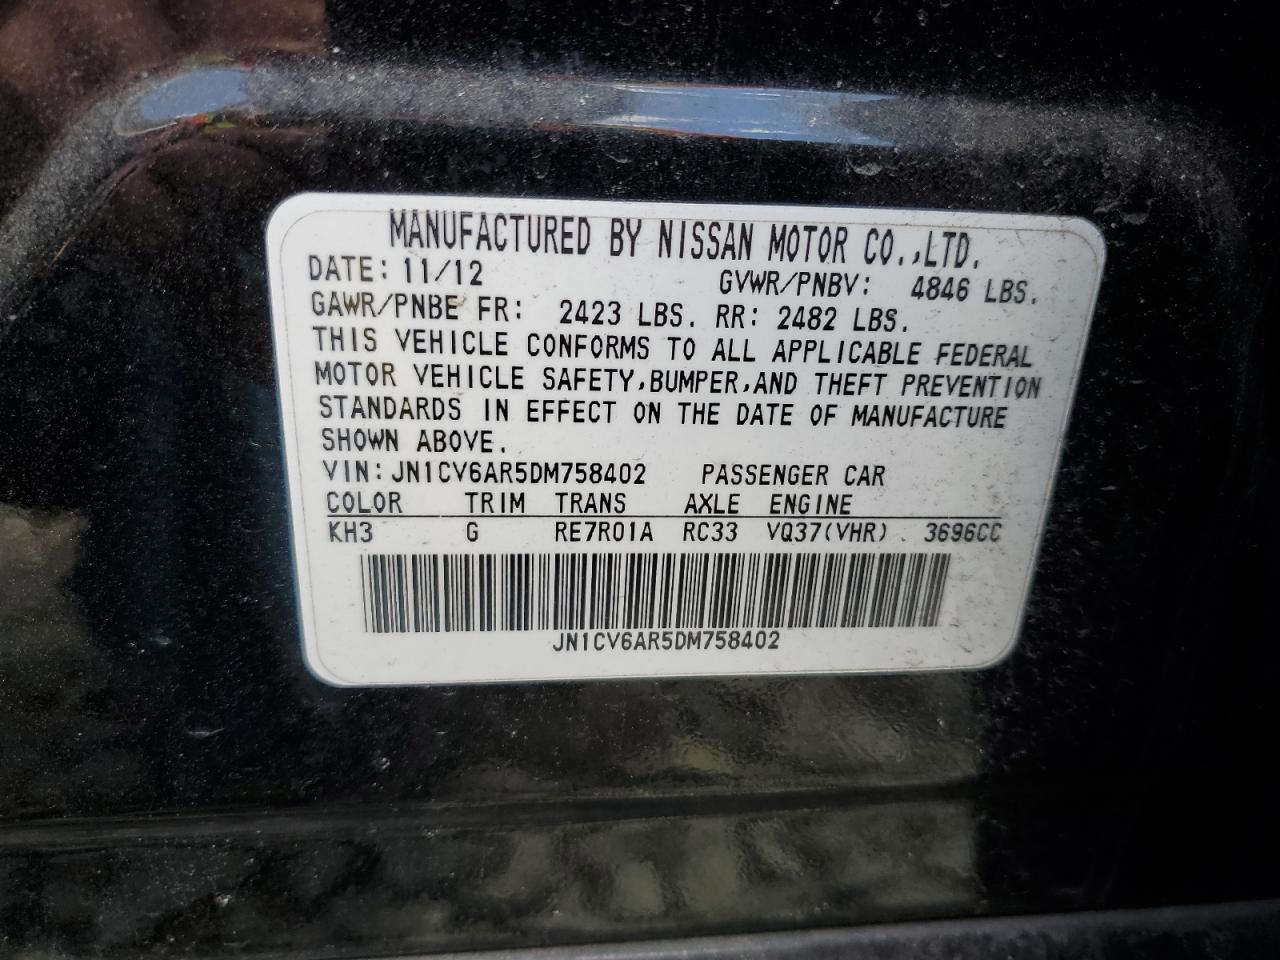 MANUFACTURED BY NISSAN MOTOR CO.,LTD.
DATE: 11/12 GVWR/PNBV: 4846 LBS.
GAWR/PNBE FR: 2423 LBS. RR: 2482 LBS.
THIS VEHICLE CONFORMS TO ALL APPLICABLE FEDERAL
MOTOR VEHICLE SAFETY,BUMPER,AND THEFT PREVENTION
STANDARDS IN EFFECT ON THE DATE OF MANUFACTURE
SHOWN ABOVE.
VIN: JN1CV6AR5DM758402 PASSENGER CAR
COLOR TRIM TRANS AXLE ENGINE
KH3 G RE7R01A RC33 VQ37(VHR) 3696CC
JN1CV6AR5DM758402